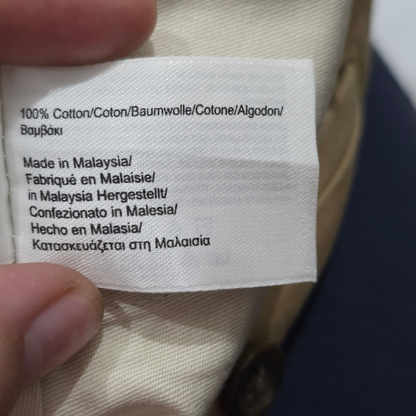 100% Cotton/Coton/Baumwolle/Cotone/Algodon/
Βαμβάκι
Made in Malaysia/
Fabriqué en Malaisie/
in Malaysia Hergestellt/
Confezionato in Malesia/
Hecho en Malasia/
Κατασκευάζεται στη Μαλαισία